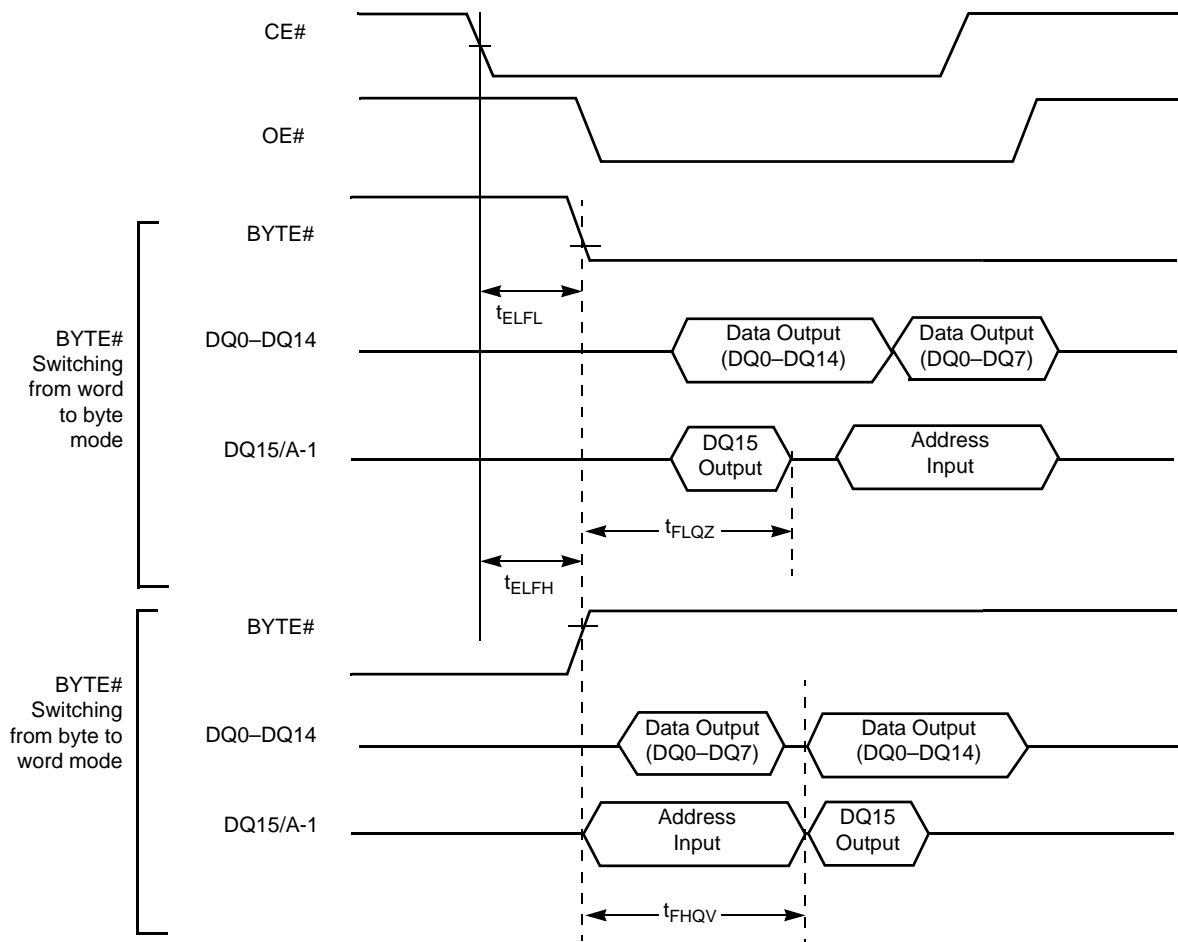 CE#
OE#
BYTE#
tELFL
BYTE#
Switching
from word
to byte
mode
DQ0–DQ14
Data Output
(DQ0–DQ14)
Data Output
(DQ0–DQ7)
DQ15/A-1
DQ15
Output
Address
Input
tFLQZ
tELFH
BYTE#
BYTE#
Switching
from byte to
word mode
DQ0–DQ14
Data Output
(DQ0–DQ7)
Data Output
(DQ0–DQ14)
DQ15/A-1
Address
Input
DQ15
Output
tFHQV